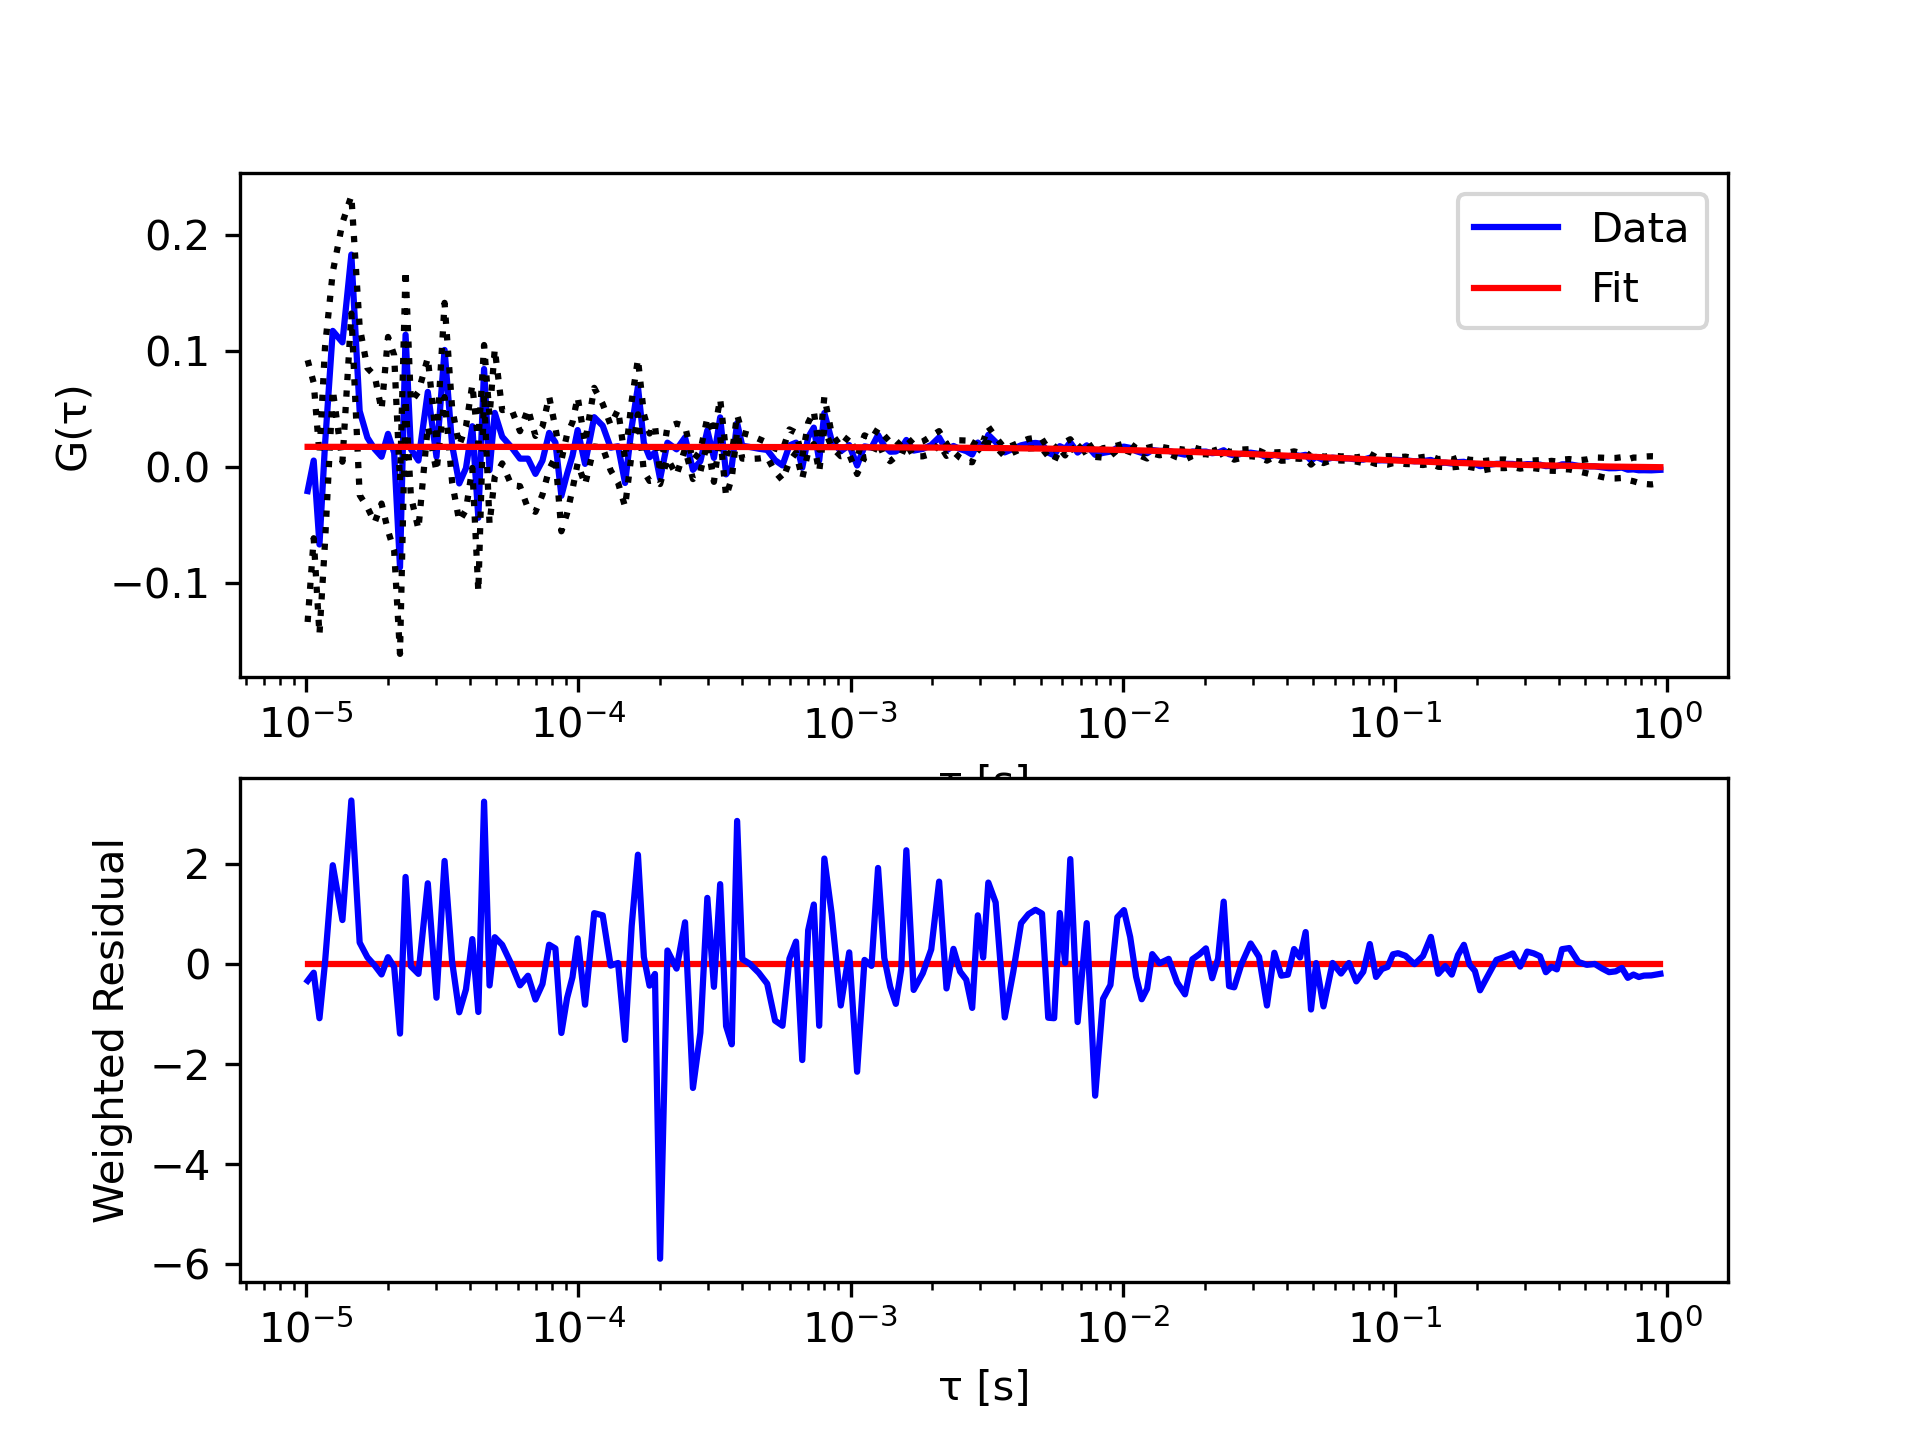 0.2
0.1
0.0
−0.1
G(τ)
Data
Fit
10⁻⁵ 10⁻⁴ 10⁻³ 10⁻² 10⁻¹ 10⁰
τ [s]
2
0
−2
−4
−6
Weighted Residual
10⁻⁵ 10⁻⁴ 10⁻³ 10⁻² 10⁻¹ 10⁰
τ [s]